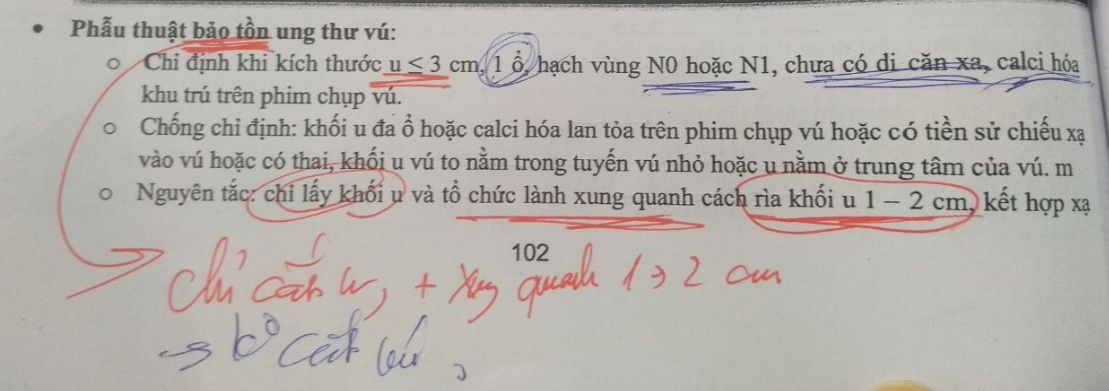 • Phẫu thuật bảo tồn ung thư vú:
o Chỉ định khi kích thước u ≤ 3 cm, 1 ổ, hạch vùng N0 hoặc N1, chưa có di căn xa, calci hóa
khu trú trên phim chụp vú.
o Chống chỉ định: khối u đa ổ hoặc calci hóa lan tỏa trên phim chụp vú hoặc có tiền sử chiếu xạ
vào vú hoặc có thai, khối u vú to nằm trong tuyến vú nhỏ hoặc u nằm ở trung tâm của vú. m
o Nguyên tắc: chỉ lấy khối u và tổ chức lành xung quanh cách rìa khối u 1 – 2 cm, kết hợp xạ
102
chỉ cắt u, + xung quanh 1 → 2 cm
→ k° cắt vú,